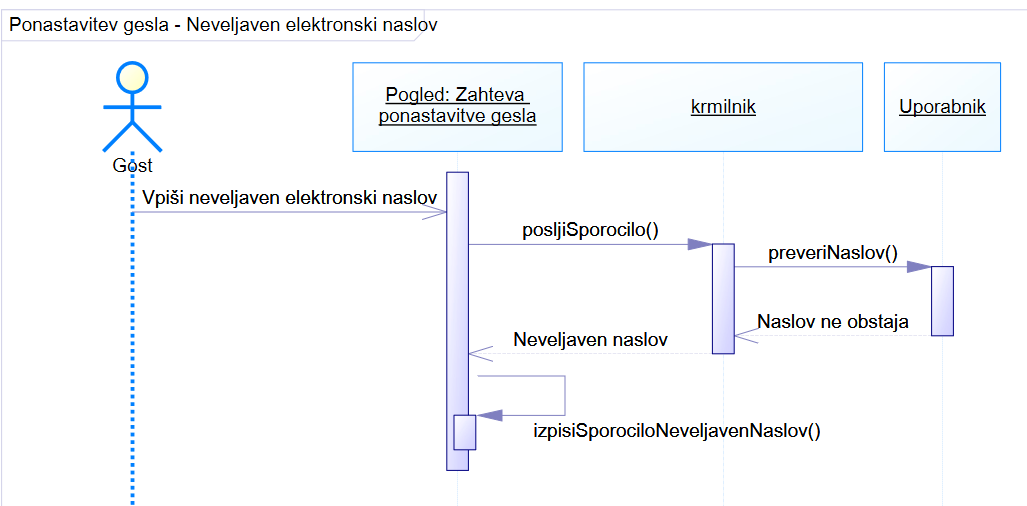 Ponastavitev gesla - Neveljaven elektronski naslov
Pogled: Zahteva
ponastavitve gesla
krmilnik
Uporabnik
Gost
Vpiši neveljaven elektronski naslov
posljiSporocilo()
preveriNaslov()
Naslov ne obstaja
Neveljaven naslov
izpisiSporociloNeveljavenNaslov()